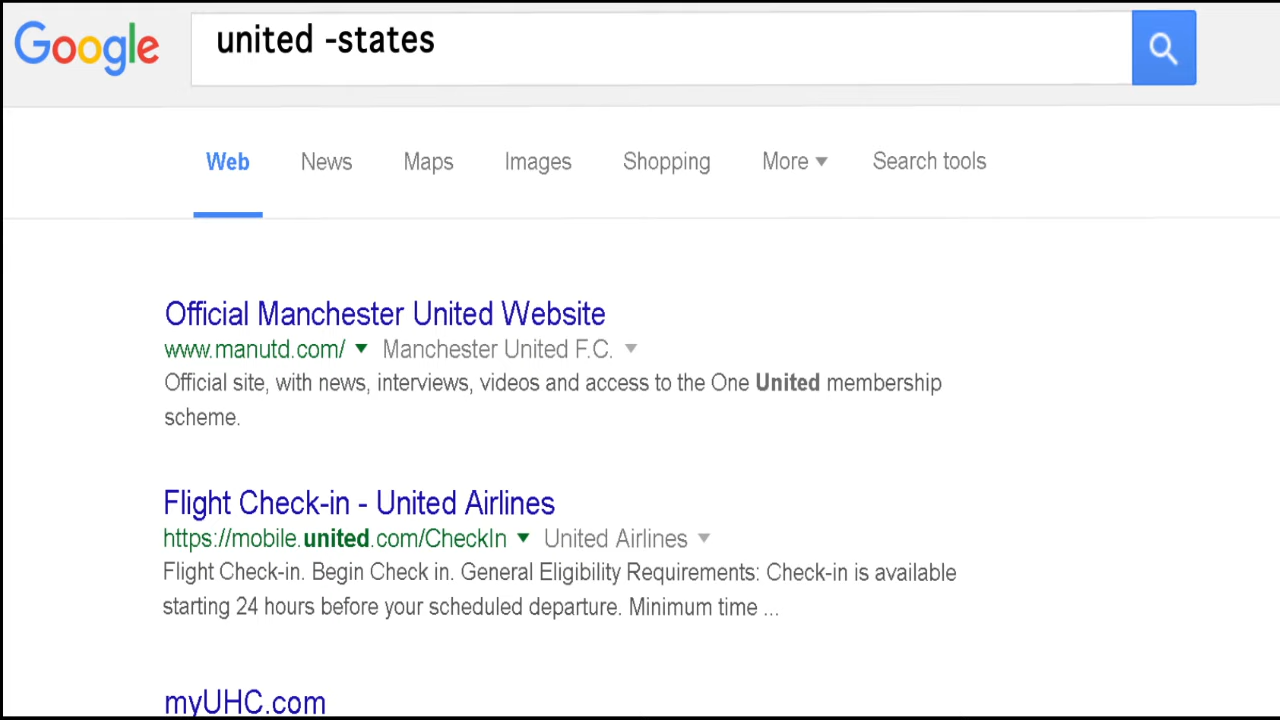 Google
united -states
Web News Maps Images Shopping More Search tools
Official Manchester United Website
www.manutd.com/ Manchester United F.C.
Official site, with news, interviews, videos and access to the One United membership
scheme.
Flight Check-in - United Airlines
https://mobile.united.com/CheckIn United Airlines
Flight Check-in. Begin Check in. General Eligibility Requirements: Check-in is available
starting 24 hours before your scheduled departure. Minimum time ...
myUHC.com